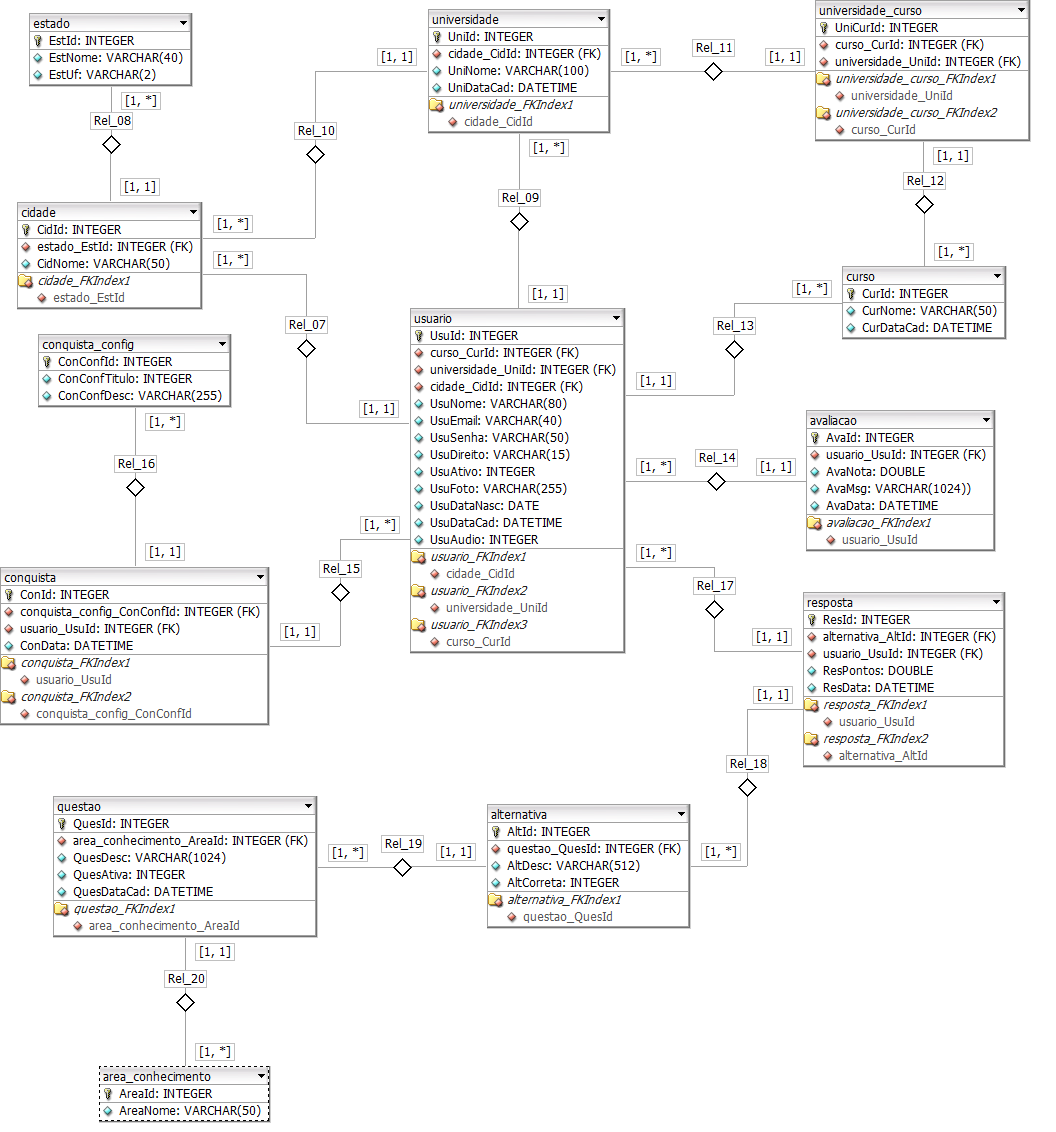 estado
EstId: INTEGER
EstNome: VARCHAR(40)
EstUf: VARCHAR(2)
[1, *]
Rel_08
[1, 1]
cidade
CidId: INTEGER
estado_EstId: INTEGER (FK)
CidNome: VARCHAR(50)
cidade_FKIndex1
estado_EstId
[1, 1]
Rel_10
[1, *]
[1, *]
Rel_07
[1, 1]
universidade
UniId: INTEGER
cidade_CidId: INTEGER (FK)
UniNome: VARCHAR(100)
UniDataCad: DATETIME
universidade_FKIndex1
cidade_CidId
[1, *]
Rel_11
[1, 1]
universidade_curso
UniCurId: INTEGER
curso_CurId: INTEGER (FK)
universidade_UniId: INTEGER (FK)
universidade_curso_FKIndex1
universidade_UniId
universidade_curso_FKIndex2
curso_CurId
[1, *]
Rel_09
[1, 1]
[1, 1]
Rel_12
[1, *]
curso
CurId: INTEGER
CurNome: VARCHAR(50)
CurDataCad: DATETIME
[1, *]
Rel_13
[1, 1]
usuario
UsuId: INTEGER
curso_CurId: INTEGER (FK)
universidade_UniId: INTEGER (FK)
cidade_CidId: INTEGER (FK)
UsuNome: VARCHAR(80)
UsuEmail: VARCHAR(40)
UsuSenha: VARCHAR(50)
UsuDireito: VARCHAR(15)
UsuAtivo: INTEGER
UsuFoto: VARCHAR(255)
UsuDataNasc: DATE
UsuDataCad: DATETIME
UsuAudio: INTEGER
usuario_FKIndex1
cidade_CidId
usuario_FKIndex2
universidade_UniId
usuario_FKIndex3
curso_CurId
conquista_config
ConConfId: INTEGER
ConConfTitulo: INTEGER
ConConfDesc: VARCHAR(255)
[1, *]
Rel_16
[1, 1]
conquista
ConId: INTEGER
conquista_config_ConConfId: INTEGER (FK)
usuario_UsuId: INTEGER (FK)
ConData: DATETIME
conquista_FKIndex1
usuario_UsuId
conquista_FKIndex2
conquista_config_ConConfId
[1, *]
Rel_15
[1, 1]
[1, *]
Rel_14
[1, 1]
avaliacao
AvaId: INTEGER
usuario_UsuId: INTEGER (FK)
AvaNota: DOUBLE
AvaMsg: VARCHAR(1024))
AvaData: DATETIME
avaliacao_FKIndex1
usuario_UsuId
[1, *]
Rel_17
[1, 1]
resposta
ResId: INTEGER
alternativa_AltId: INTEGER (FK)
usuario_UsuId: INTEGER (FK)
ResPontos: DOUBLE
ResData: DATETIME
resposta_FKIndex1
usuario_UsuId
resposta_FKIndex2
alternativa_AltId
[1, 1]
Rel_18
[1, *]
questao
QuesId: INTEGER
area_conhecimento_AreaId: INTEGER (FK)
QuesDesc: VARCHAR(1024)
QuesAtiva: INTEGER
QuesDataCad: DATETIME
questao_FKIndex1
area_conhecimento_AreaId
[1, *]
Rel_19
[1, 1]
alternativa
AltId: INTEGER
questao_QuesId: INTEGER (FK)
AltDesc: VARCHAR(512)
AltCorreta: INTEGER
alternativa_FKIndex1
questao_QuesId
[1, 1]
Rel_20
[1, *]
area_conhecimento
AreaId: INTEGER
AreaNome: VARCHAR(50)